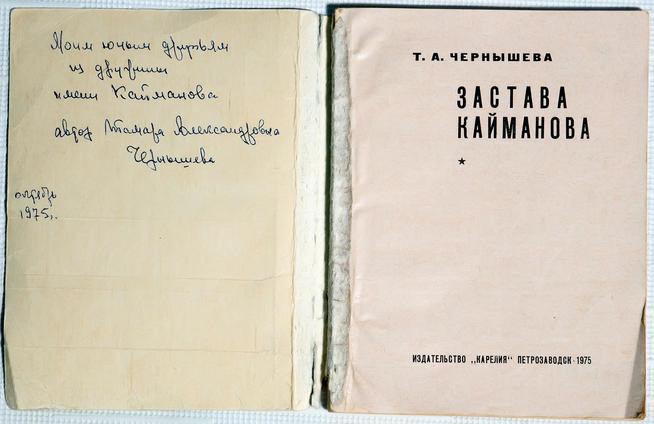 Моим юным друзьям
из дружины
имени Кайманова
автор Тамара Александровна
Чернышева
октябрь
1975г.
Т. А. ЧЕРНЫШЕВА
ЗАСТАВА
КАЙМАНОВА
★
ИЗДАТЕЛЬСТВО „КАРЕЛИЯ“ ПЕТРОЗАВОДСК 1975